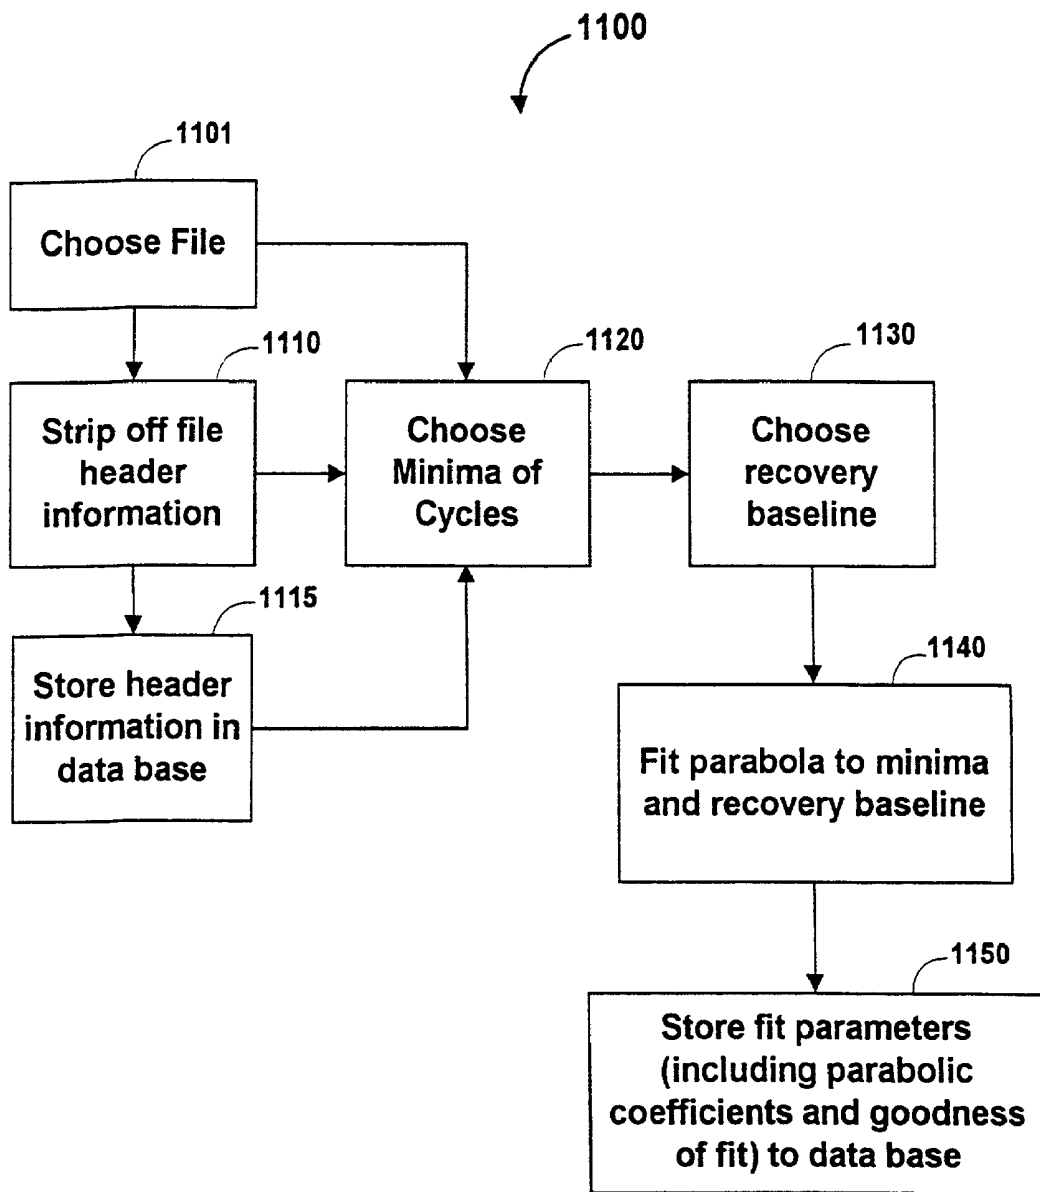 1100
1101
Choose File
1110
Strip off file
header
information
1120
Choose
Minima of
Cycles
1130
Choose
recovery
baseline
1115
Store header
information in
data base
1140
Fit parabola to minima
and recovery baseline
1150
Store fit parameters
(including parabolic
coefficients and goodness
of fit) to data base